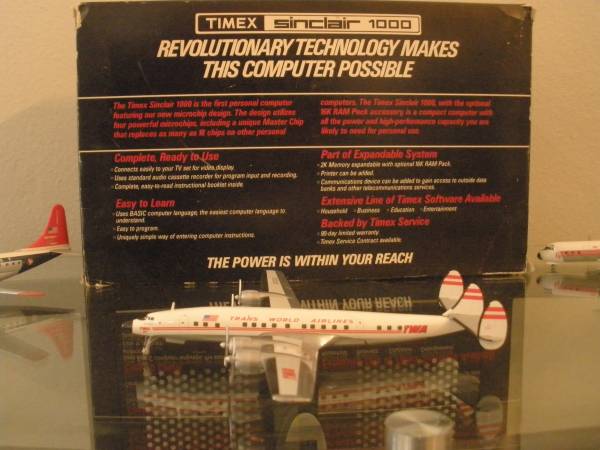 TIMEX sinclair 1000
REVOLUTIONARY TECHNOLOGY MAKES
THIS COMPUTER POSSIBLE
The Timex Sinclair 1000 is the first personal computer
featuring our new microchip design. The design utilizes
four powerful microchips, including a unique Master Chip
that replaces as many as 18 chips on other personal
computers. The Timex Sinclair 1000, with the optional
16K RAM Pack accessory is a compact computer with
all the power and high-performance capacity you are
likely to need for personal use.
Complete, Ready to Use
• Connects easily to your TV set for video display.
• Uses standard audio cassette recorder for program input and recording.
• Complete, easy-to-read instructional booklet inside.
Easy to Learn
• Uses BASIC computer language, the easiest computer language to
understand.
• Easy to program.
• Uniquely simple way of entering computer instructions.
Part of Expandable System
• 2K Memory expandable with optional 16K RAM Pack.
• Printer can be added.
• Communications device can be added to gain access to outside data
banks and other telecommunications services.
Extensive Line of Timex Software Available
• Household • Business • Education • Entertainment
Backed by Timex Service
• 90-day limited warranty.
• Timex Service Contract available.
THE POWER IS WITHIN YOUR REACH
TRANS WORLD AIRLINES
TWA